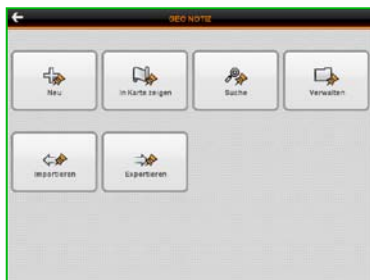 GEO NOTIZ
Neu
In Karte zeigen
Suche
Verwalten
Importieren
Exportieren